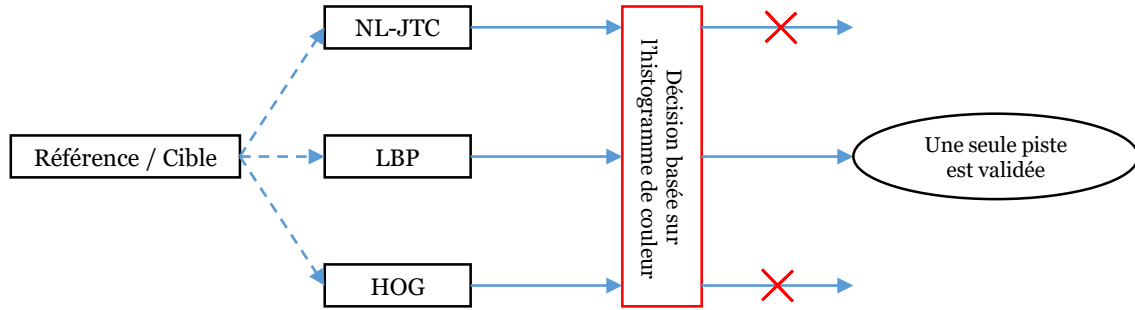 NL-JTC
Référence / Cible
LBP
HOG
Décision basée sur
l'histogramme de couleur
Une seule piste
est validée